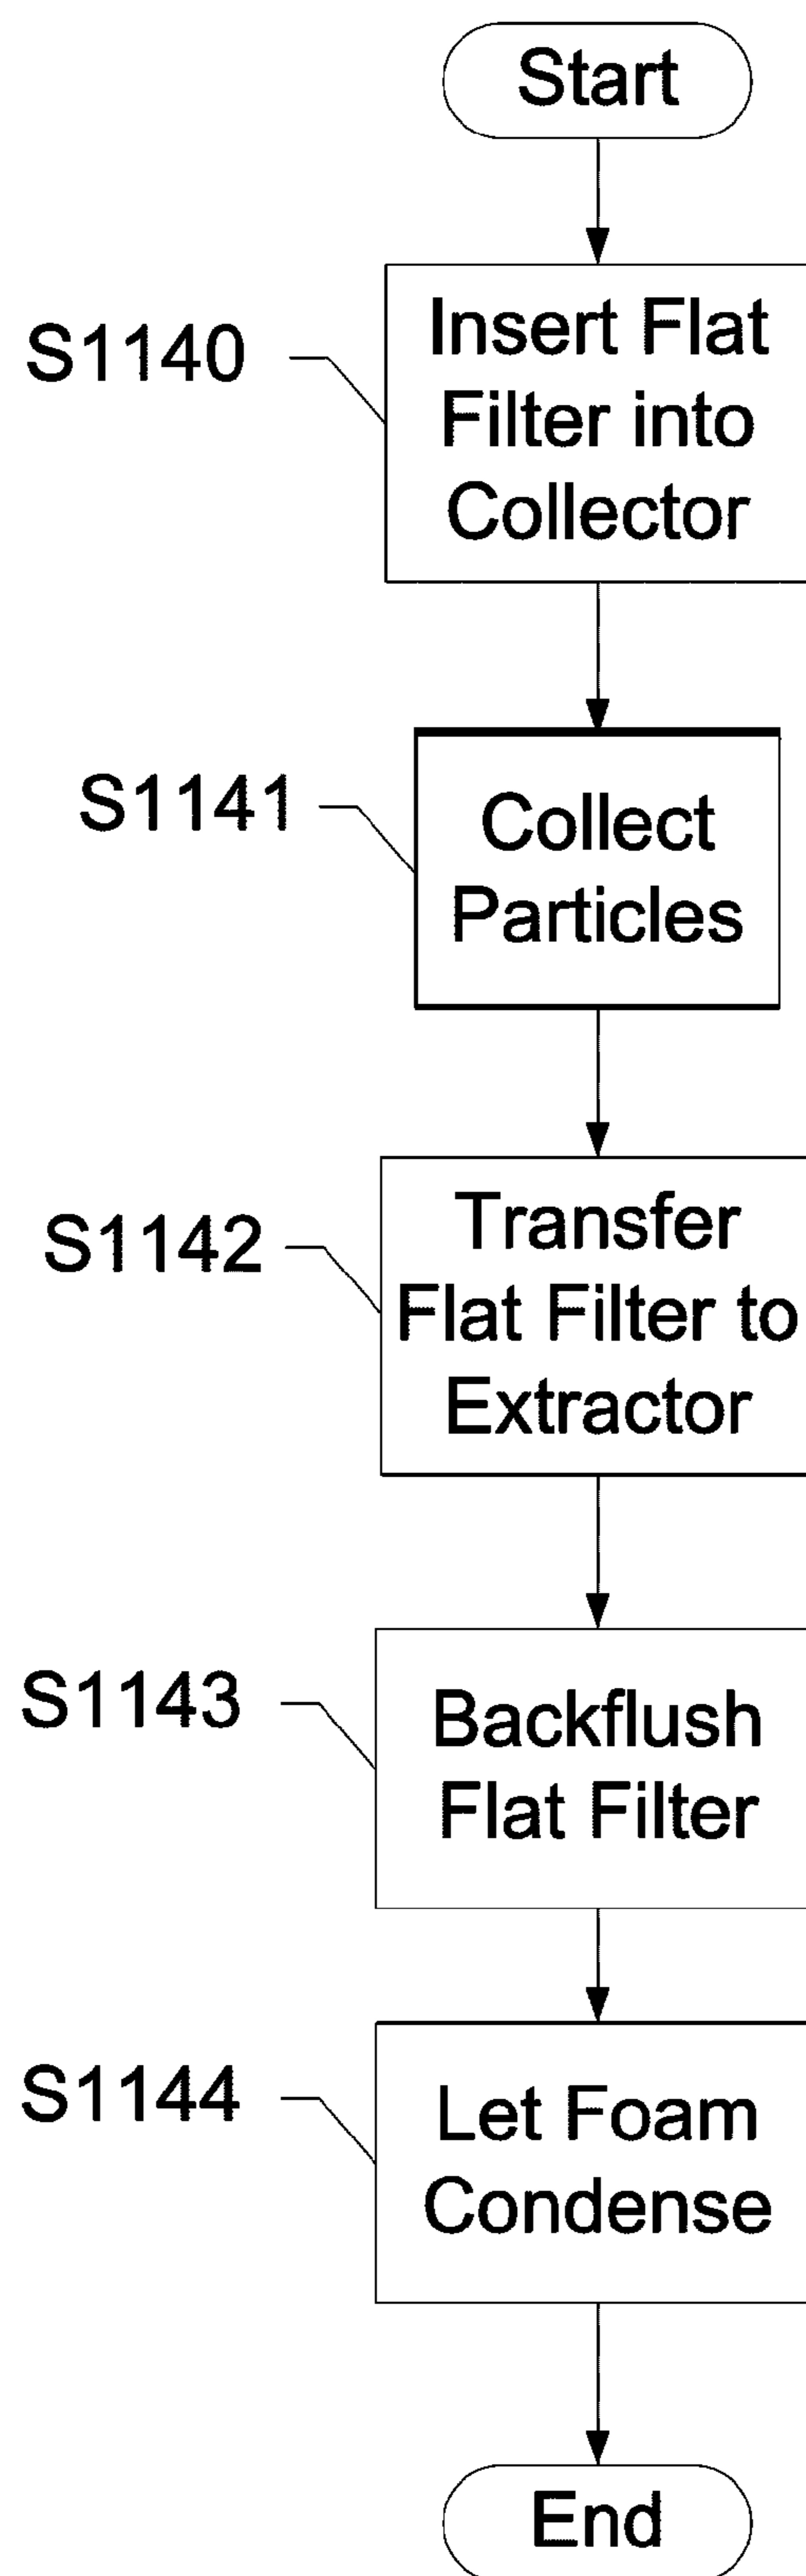 Start
S1140
Insert Flat
Filter into
Collector
S1141
Collect
Particles
S1142
Transfer
Flat Filter to
Extractor
S1143
Backflush
Flat Filter
S1144
Let Foam
Condense
End